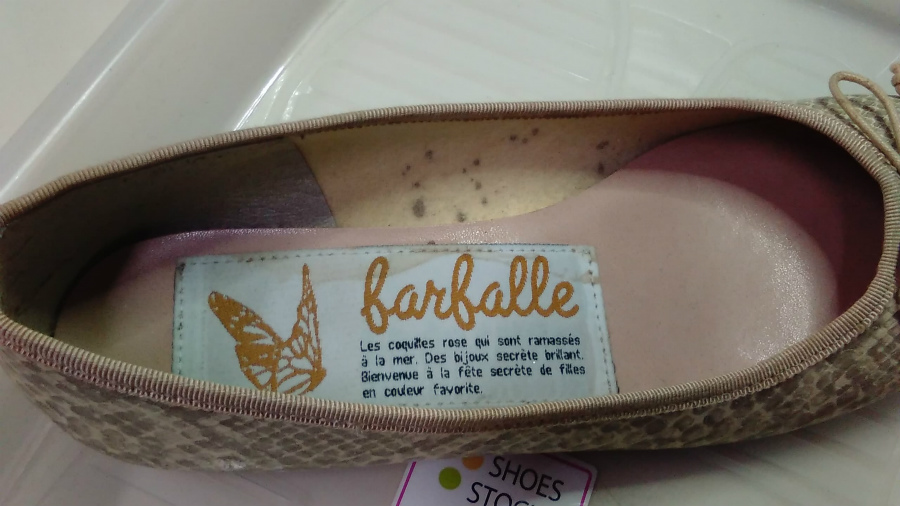 farfalle
Les coquilles rose qui sont ramassés
à la mer. Des bijoux secrète brillant.
Bienvenue à la fête secrète de filles
en couleur favorite.
SHOES